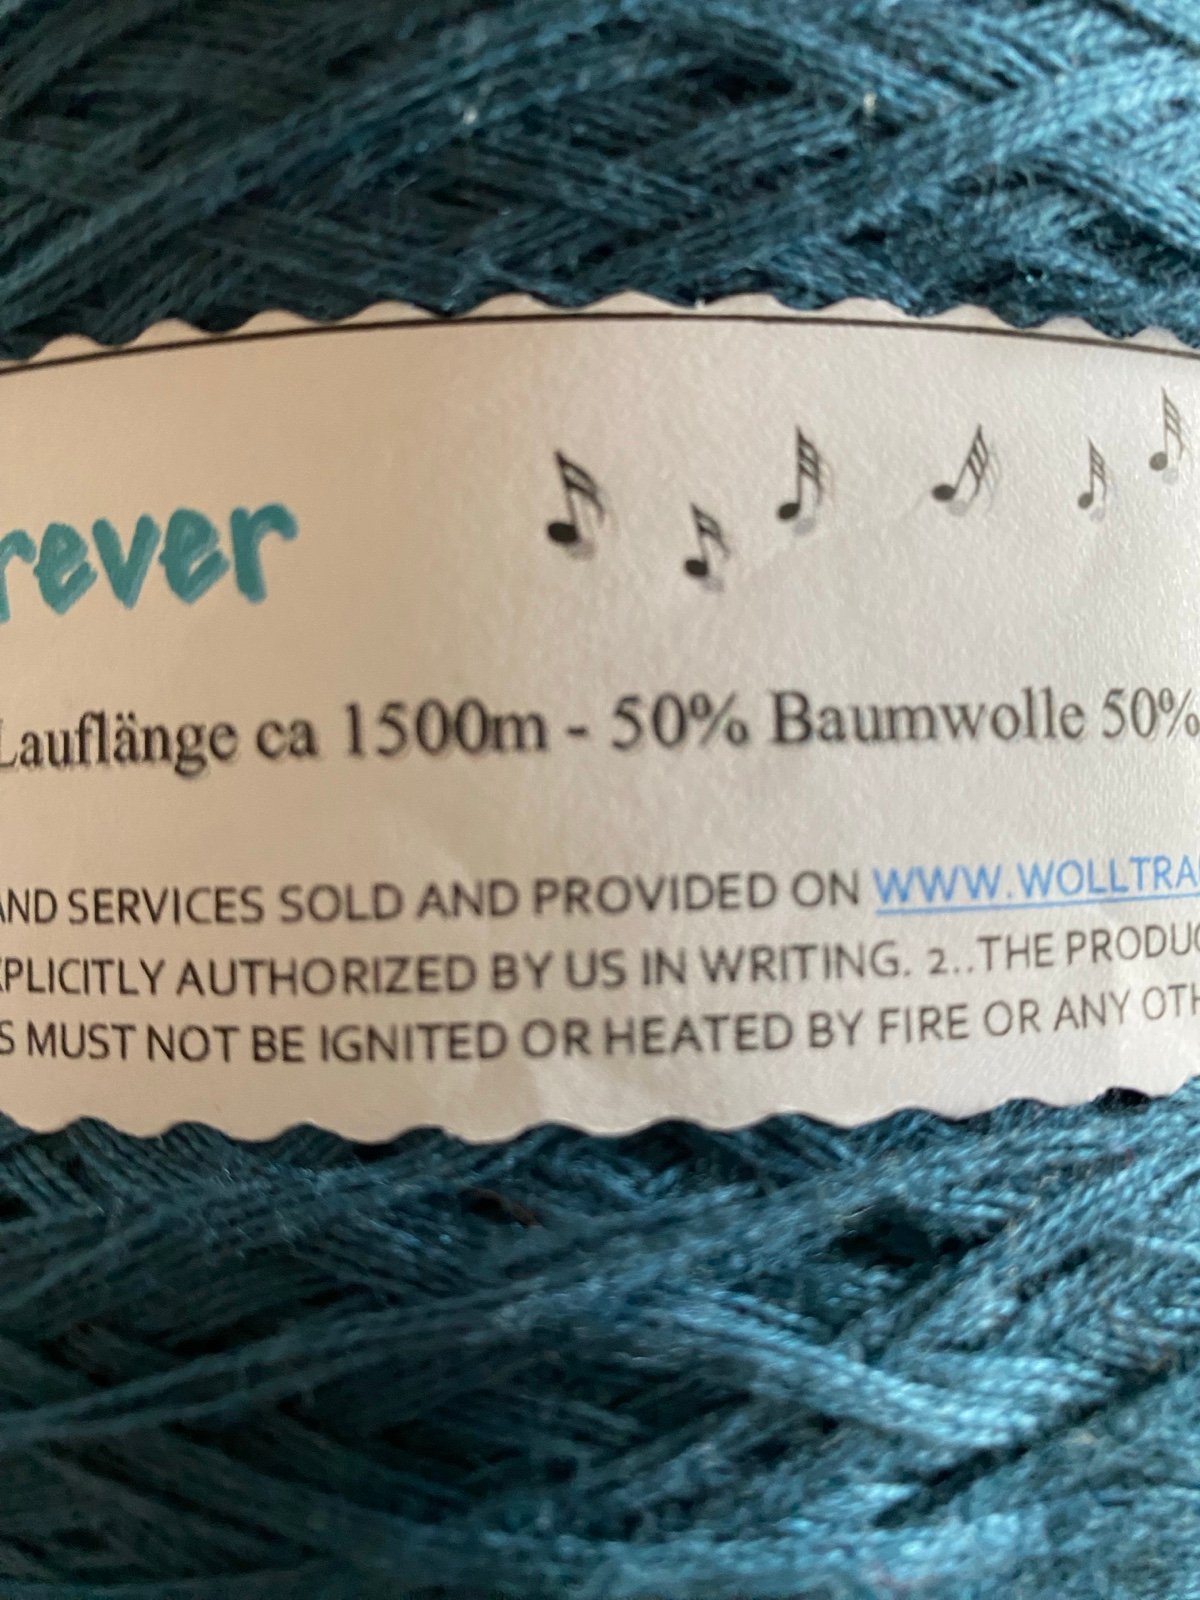 rever
Lauflänge ca 1500m - 50% Baumwolle 50%
AND SERVICES SOLD AND PROVIDED ON WWW.WOLLTRA
XPLICITLY AUTHORIZED BY US IN WRITING. 2..THE PRODUC
S MUST NOT BE IGNITED OR HEATED BY FIRE OR ANY OTH